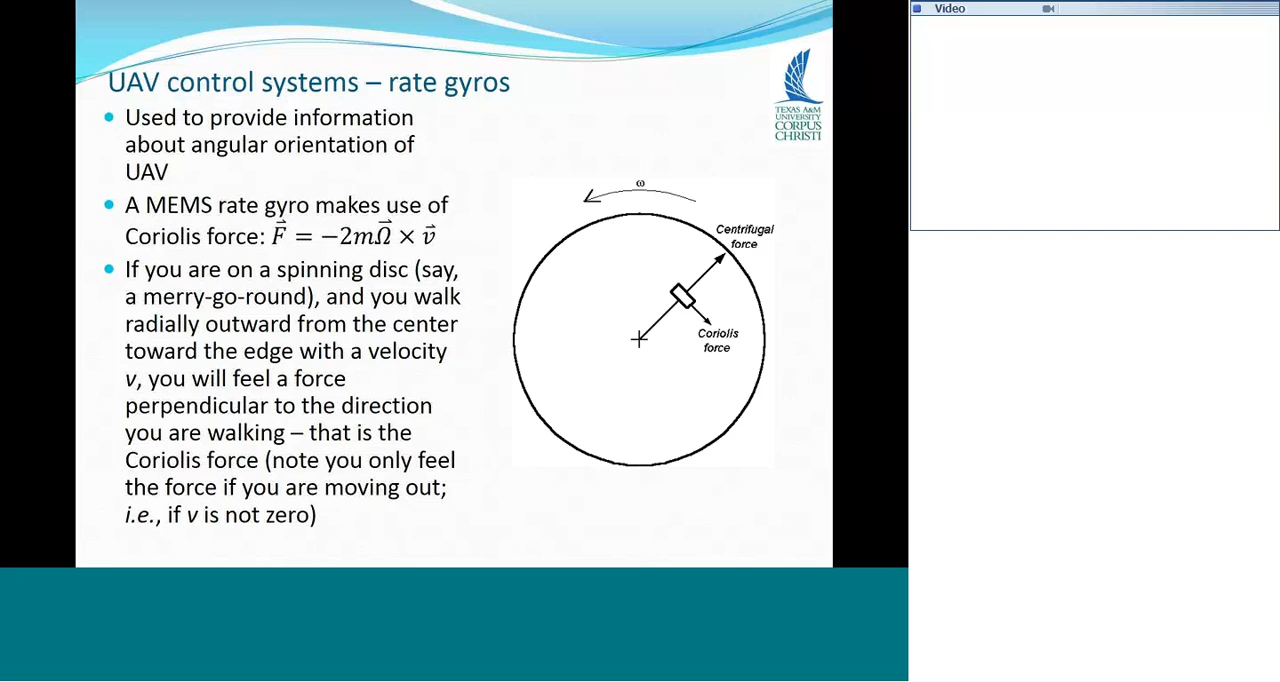 Video
UAV control systems – rate gyros
TEXAS A&M
UNIVERSITY
CORPUS
CHRISTI
• Used to provide information
about angular orientation of
UAV
• A MEMS rate gyro makes use of
Coriolis force: F⃗ = −2mΩ⃗ × v⃗
• If you are on a spinning disc (say,
a merry-go-round), and you walk
radially outward from the center
toward the edge with a velocity
v, you will feel a force
perpendicular to the direction
you are walking – that is the
Coriolis force (note you only feel
the force if you are moving out;
i.e., if v is not zero)
ω
Centrifugal
force
Coriolis
force